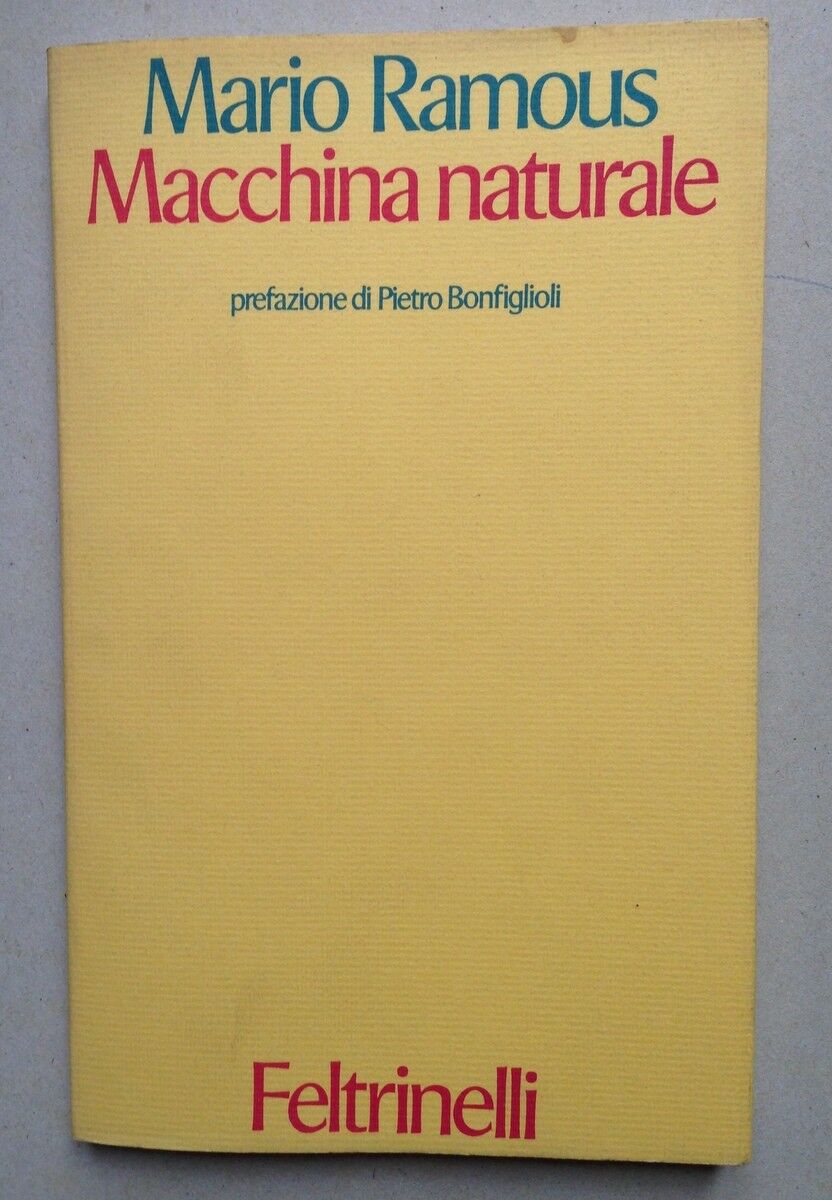 Mario Ramous
Macchina naturale
prefazione di Pietro Bonfiglioli
Feltrinelli